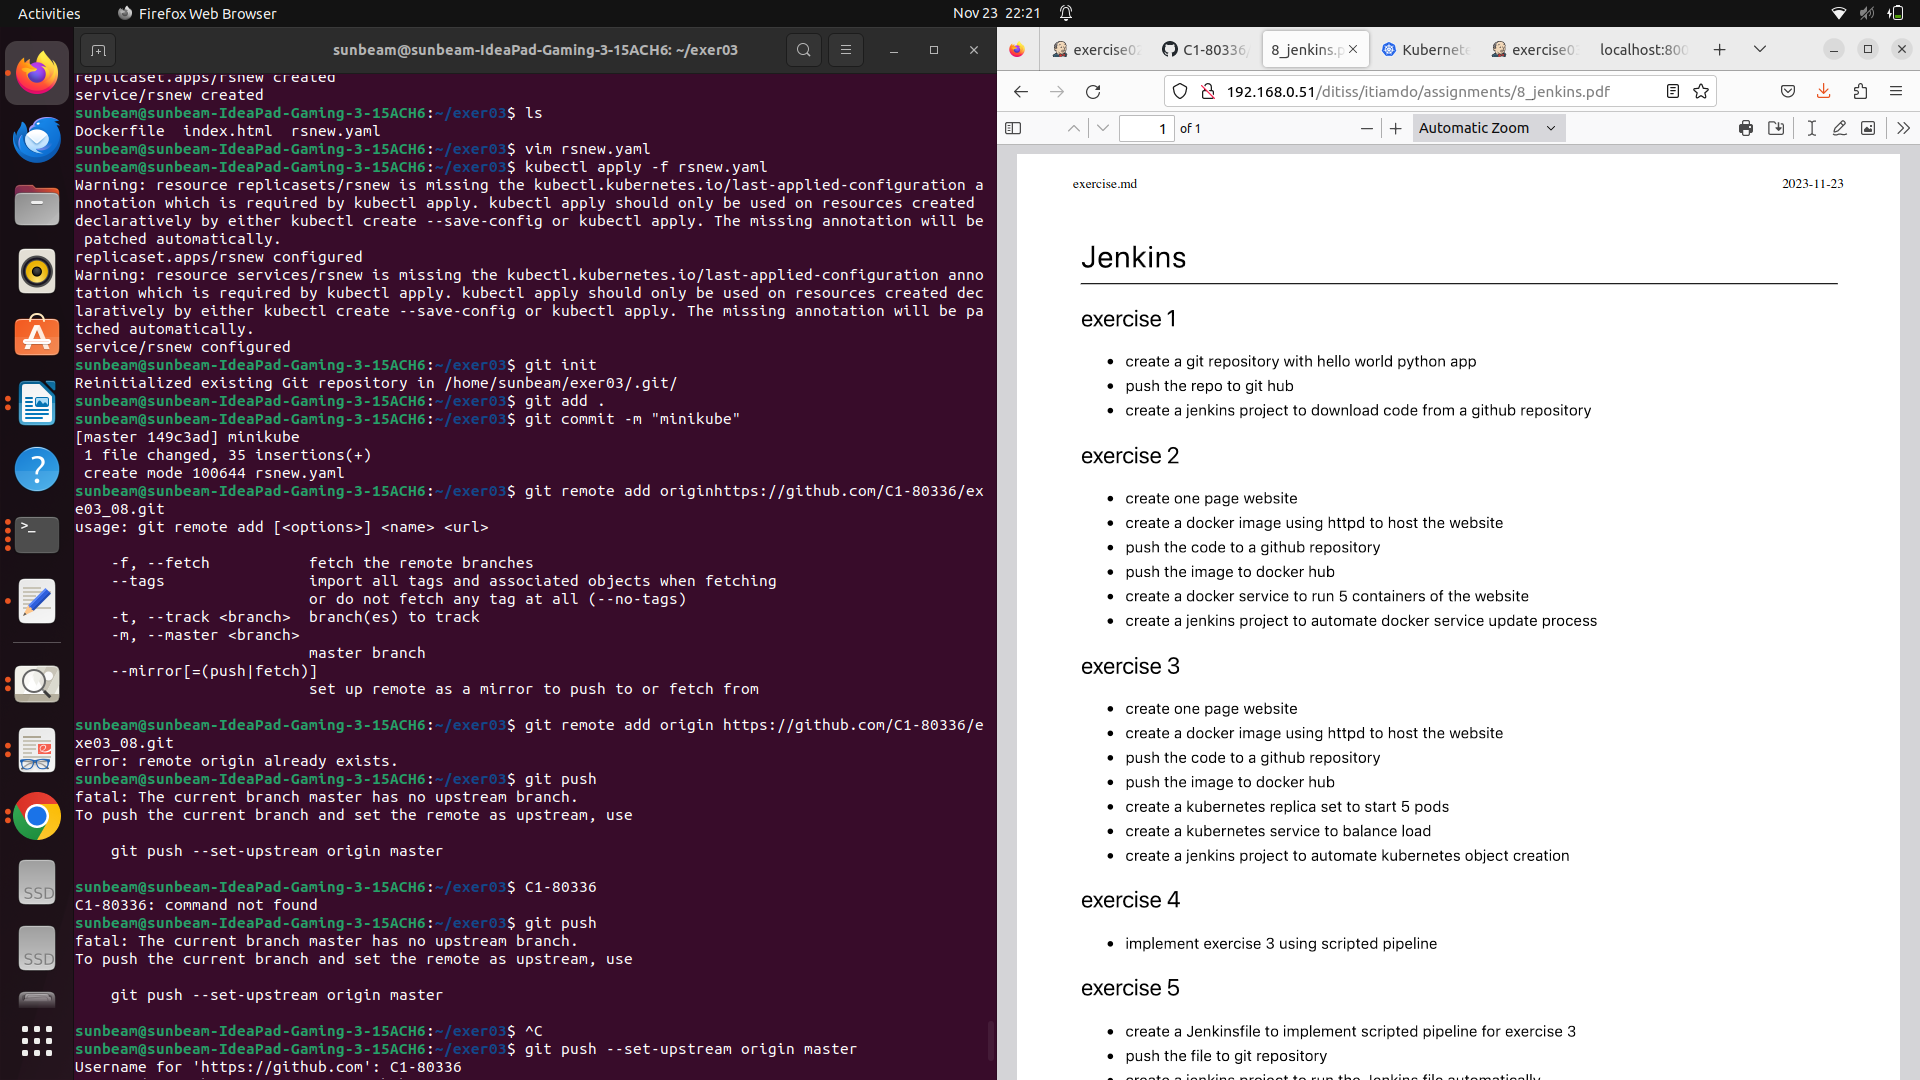 Activities
Firefox Web Browser
Nov 23 22:21
sunbeam@sunbeam-IdeaPad-Gaming-3-15ACH6: ~/exer03
replicaset.apps/rsnew created
service/rsnew created
sunbeam@sunbeam-IdeaPad-Gaming-3-15ACH6:~/exer03$ ls
Dockerfile index.html rsnew.yaml
sunbeam@sunbeam-IdeaPad-Gaming-3-15ACH6:~/exer03$ vim rsnew.yaml
sunbeam@sunbeam-IdeaPad-Gaming-3-15ACH6:~/exer03$ kubectl apply -f rsnew.yaml
Warning: resource replicasets/rsnew is missing the kubectl.kubernetes.io/last-applied-configuration a
nnotation which is required by kubectl apply. kubectl apply should only be used on resources created
declaratively by either kubectl create --save-config or kubectl apply. The missing annotation will be
patched automatically.
replicaset.apps/rsnew configured
Warning: resource services/rsnew is missing the kubectl.kubernetes.io/last-applied-configuration anno
tation which is required by kubectl apply. kubectl apply should only be used on resources created dec
laratively by either kubectl create --save-config or kubectl apply. The missing annotation will be pa
tched automatically.
service/rsnew configured
sunbeam@sunbeam-IdeaPad-Gaming-3-15ACH6:~/exer03$ git init
Reinitialized existing Git repository in /home/sunbeam/exer03/.git/
sunbeam@sunbeam-IdeaPad-Gaming-3-15ACH6:~/exer03$ git add .
sunbeam@sunbeam-IdeaPad-Gaming-3-15ACH6:~/exer03$ git commit -m "minikube"
[master 149c3ad] minikube
1 file changed, 35 insertions(+)
create mode 100644 rsnew.yaml
sunbeam@sunbeam-IdeaPad-Gaming-3-15ACH6:~/exer03$ git remote add originhttps://github.com/C1-80336/ex
e03_08.git
usage: git remote add [<options>] <name> <url>
-f, --fetch fetch the remote branches
--tags import all tags and associated objects when fetching
or do not fetch any tag at all (--no-tags)
-t, --track <branch> branch(es) to track
-m, --master <branch>
master branch
--mirror[=(push|fetch)]
set up remote as a mirror to push to or fetch from
sunbeam@sunbeam-IdeaPad-Gaming-3-15ACH6:~/exer03$ git remote add origin https://github.com/C1-80336/e
xe03_08.git
error: remote origin already exists.
sunbeam@sunbeam-IdeaPad-Gaming-3-15ACH6:~/exer03$ git push
fatal: The current branch master has no upstream branch.
To push the current branch and set the remote as upstream, use
git push --set-upstream origin master
sunbeam@sunbeam-IdeaPad-Gaming-3-15ACH6:~/exer03$ C1-80336
C1-80336: command not found
sunbeam@sunbeam-IdeaPad-Gaming-3-15ACH6:~/exer03$ git push
fatal: The current branch master has no upstream branch.
To push the current branch and set the remote as upstream, use
git push --set-upstream origin master
sunbeam@sunbeam-IdeaPad-Gaming-3-15ACH6:~/exer03$ ^C
sunbeam@sunbeam-IdeaPad-Gaming-3-15ACH6:~/exer03$ git push --set-upstream origin master
Username for 'https://github.com': C1-80336
SSD
SSD
exercise02
C1-80336/
8_jenkins.p
Kubernete
exercise03
localhost:800
192.168.0.51/ditiss/itiamdo/assignments/8_jenkins.pdf
1 of 1
Automatic Zoom
exercise.md
2023-11-23
Jenkins
exercise 1
• create a git repository with hello world python app
• push the repo to git hub
• create a jenkins project to download code from a github repository
exercise 2
• create one page website
• create a docker image using httpd to host the website
• push the code to a github repository
• push the image to docker hub
• create a docker service to run 5 containers of the website
• create a jenkins project to automate docker service update process
exercise 3
• create one page website
• create a docker image using httpd to host the website
• push the code to a github repository
• push the image to docker hub
• create a kubernetes replica set to start 5 pods
• create a kubernetes service to balance load
• create a jenkins project to automate kubernetes object creation
exercise 4
• implement exercise 3 using scripted pipeline
exercise 5
• create a Jenkinsfile to implement scripted pipeline for exercise 3
• push the file to git repository
• create a jenkins project to run the Jenkins file automatically